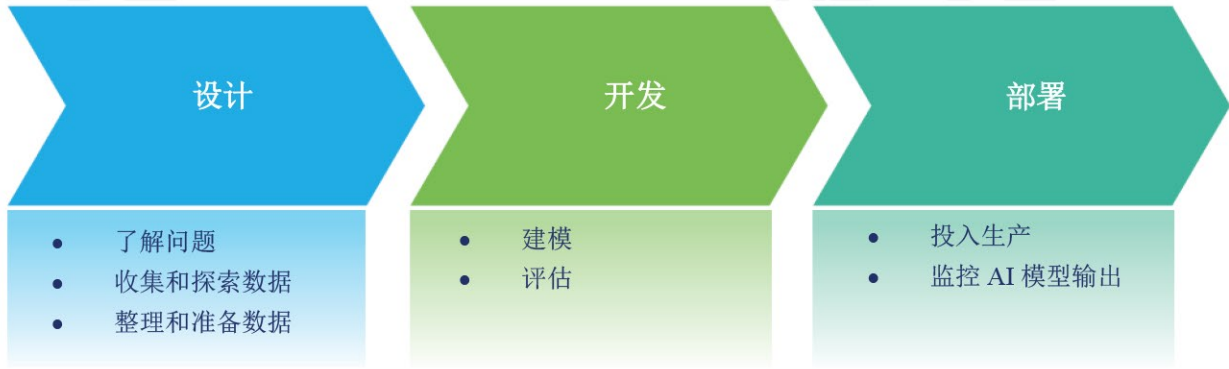 设计
了解问题
收集和探索数据
整理和准备数据
开发
建模
评估
部署
投入生产
监控 AI 模型输出